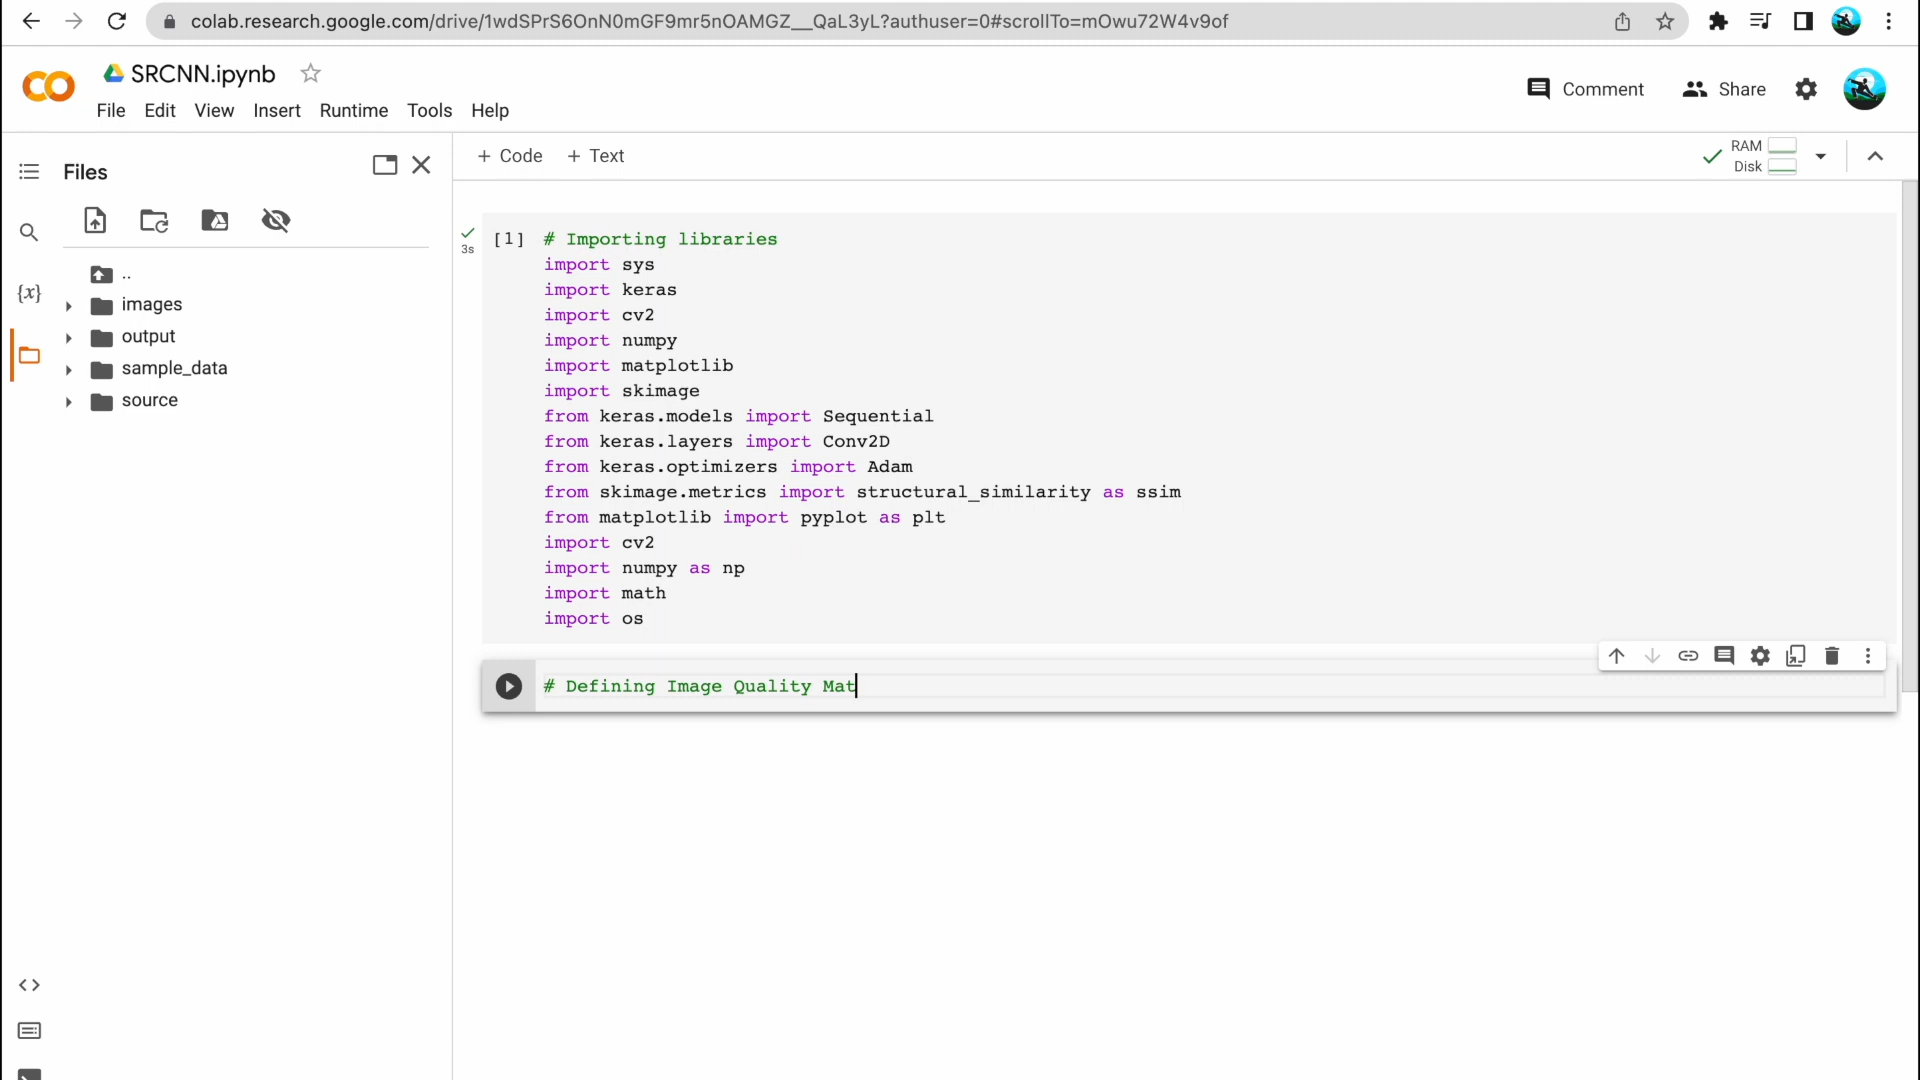 colab.research.google.com/drive/1wdSPrS6OnN0mGF9mr5nOAMGZ__QaL3yL?authuser=0#scrollTo=mOwu72W4v9of
SRCNN.ipynb
File Edit View Insert Runtime Tools Help
Comment
Share
Files
+ Code
+ Text
RAM
Disk
..
images
output
sample_data
source
{x}
3s
[1]
# Importing libraries
import sys
import keras
import cv2
import numpy
import matplotlib
import skimage
from keras.models import Sequential
from keras.layers import Conv2D
from keras.optimizers import Adam
from skimage.metrics import structural_similarity as ssim
from matplotlib import pyplot as plt
import cv2
import numpy as np
import math
import os
# Defining Image Quality Mat